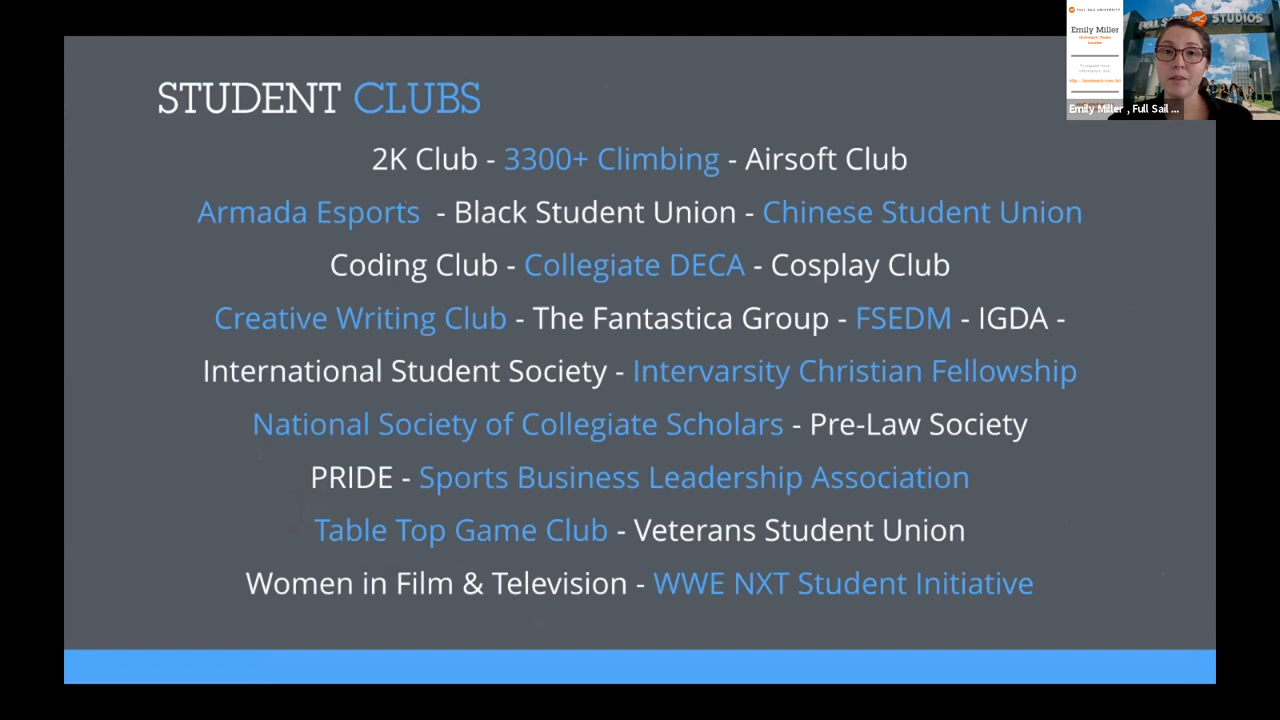 STUDENT CLUBS
2K Club - 3300+ Climbing - Airsoft Club
Armada Esports - Black Student Union - Chinese Student Union
Coding Club - Collegiate DECA - Cosplay Club
Creative Writing Club - The Fantastica Group - FSEDM - IGDA -
International Student Society - Intervarsity Christian Fellowship
National Society of Collegiate Scholars - Pre-Law Society
PRIDE - Sports Business Leadership Association
Table Top Game Club - Veterans Student Union
Women in Film & Television - WWE NXT Student Initiative
FULL SAIL UNIVERSITY
Emily Miller
STUDIOS
Emily Miller , Full Sail ...